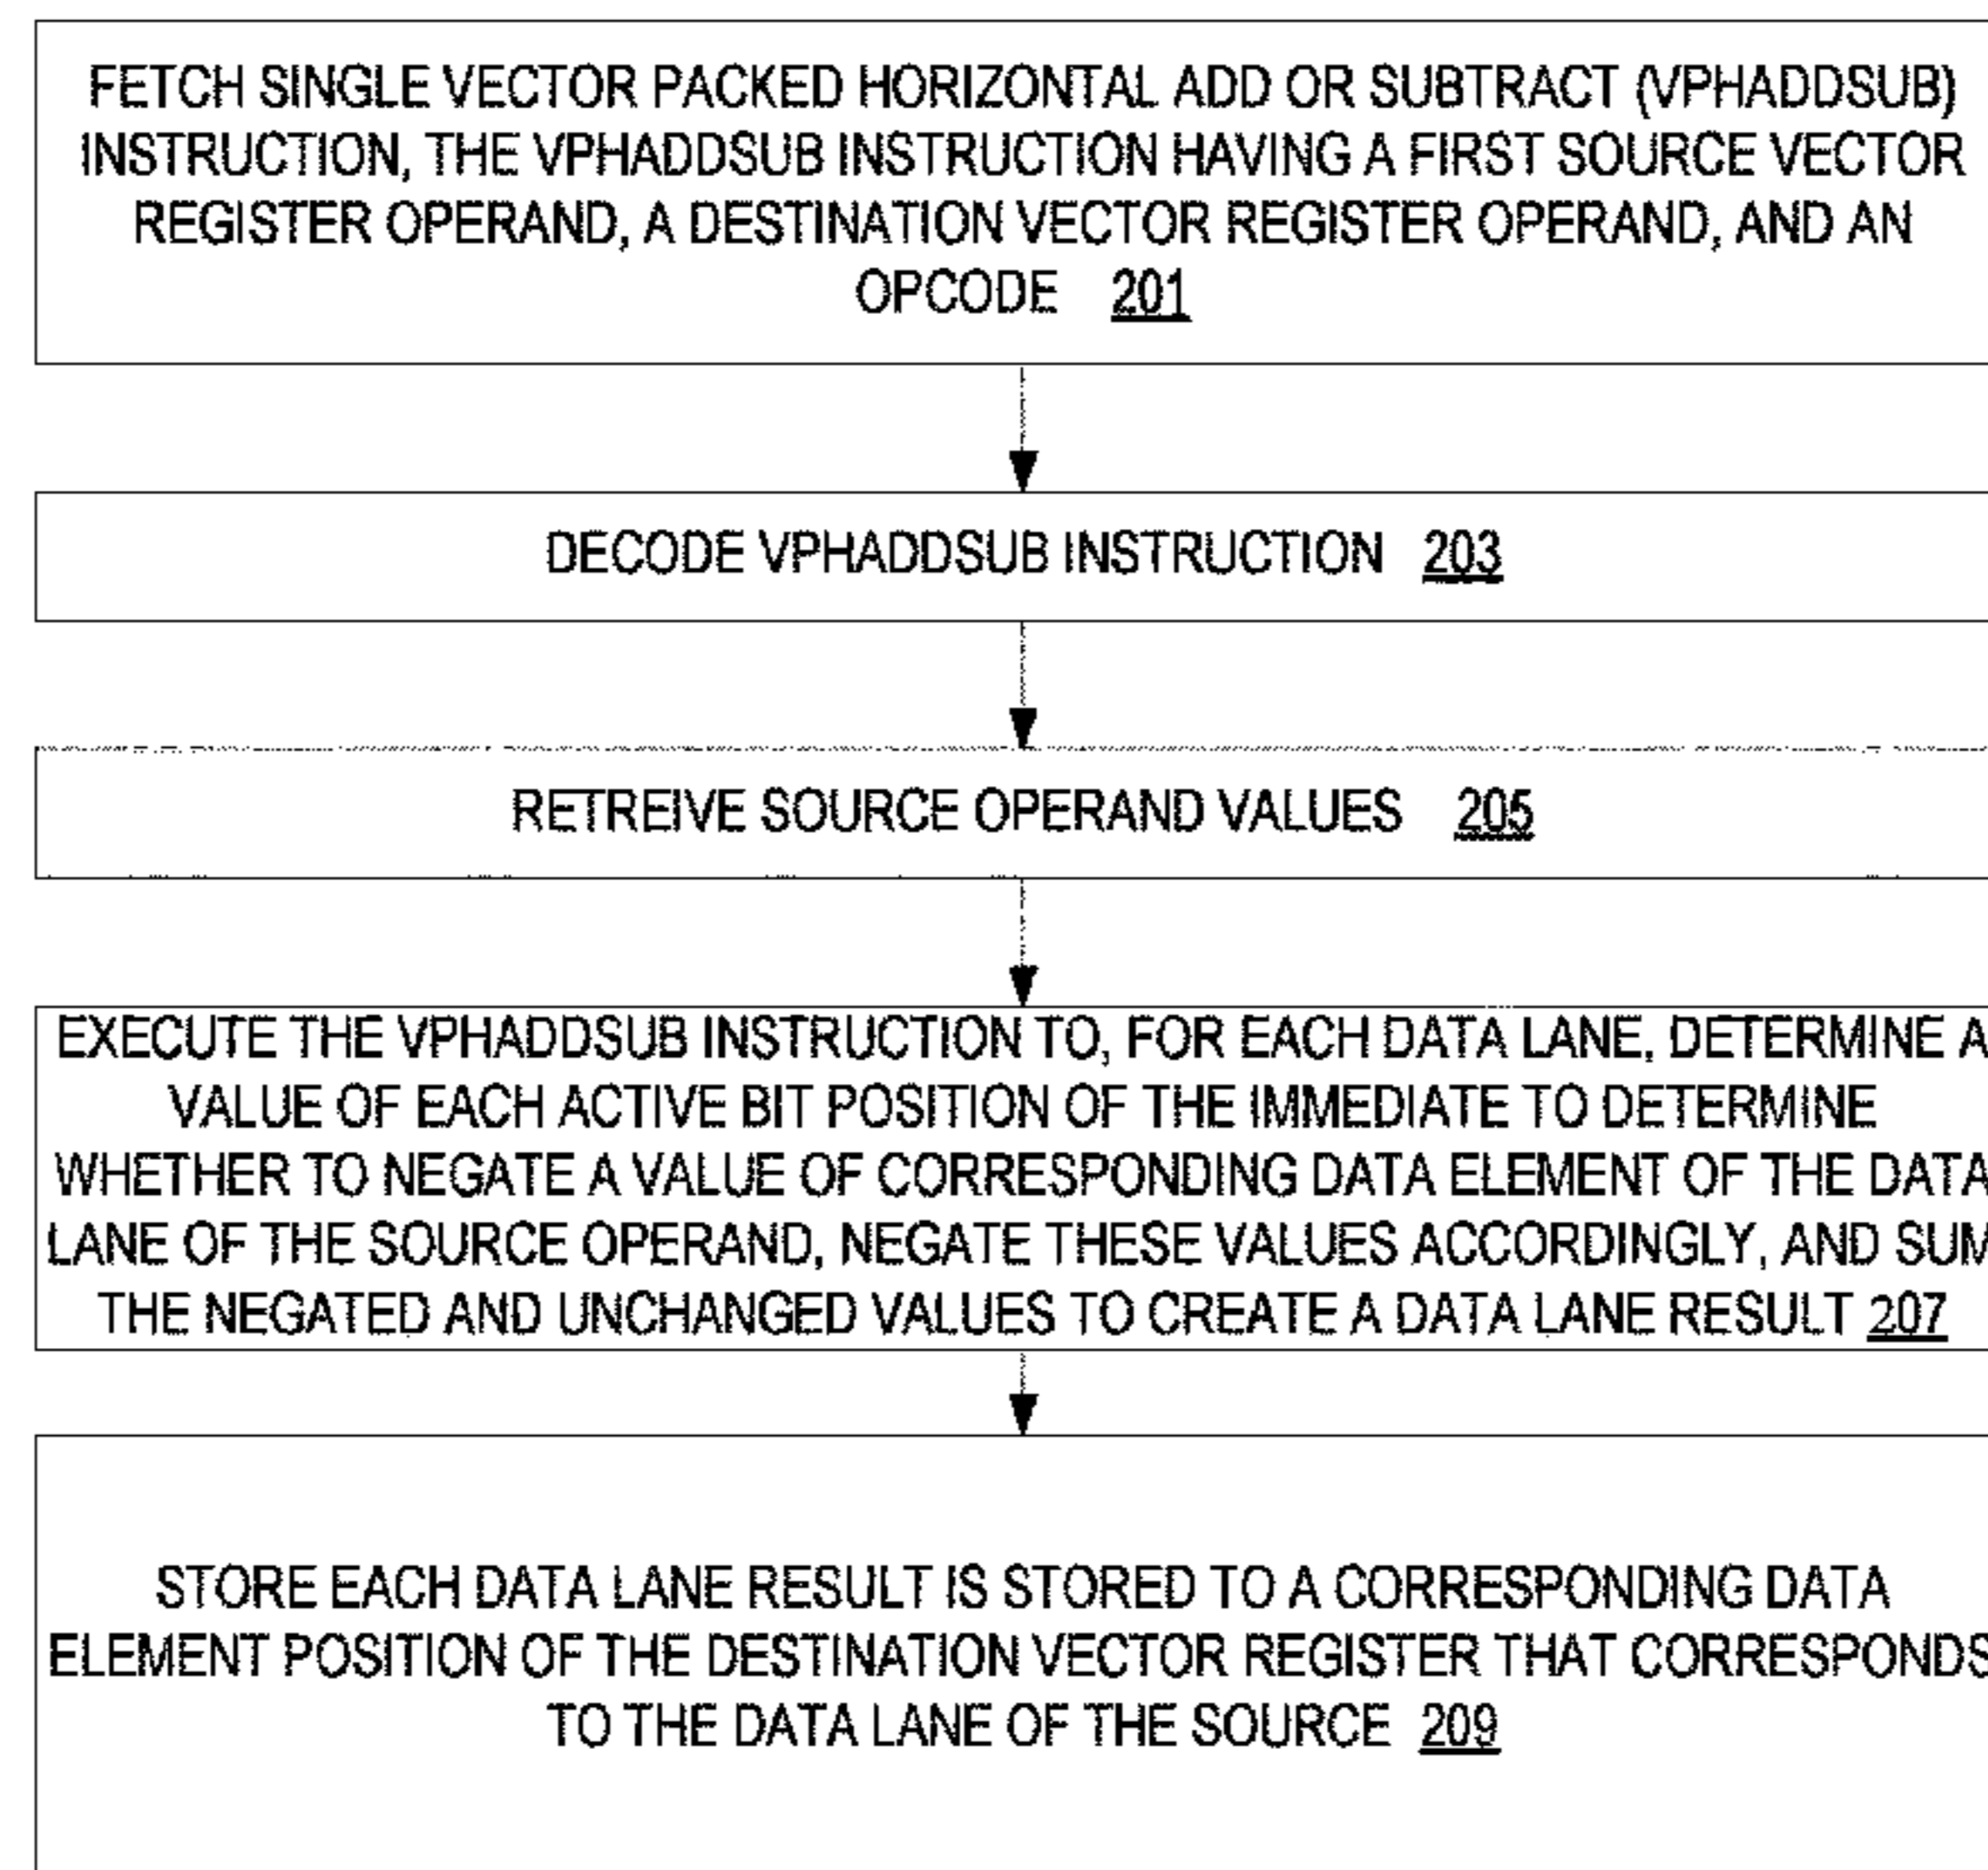 FETCH SINGLE VECTOR PACKED HORIZONTAL ADD OR SUBTRACT (VPHADDSUB)
INSTRUCTION, THE VPHADDSUB INSTRUCTION HAVING A FIRST SOURCE VECTOR
REGISTER OPERAND, A DESTINATION VECTOR REGISTER OPERAND, AND AN
OPCODE 201
DECODE VPHADDSUB INSTRUCTION 203
RETREIVE SOURCE OPERAND VALUES 205
EXECUTE THE VPHADDSUB INSTRUCTION TO, FOR EACH DATA LANE, DETERMINE A
VALUE OF EACH ACTIVE BIT POSITION OF THE IMMEDIATE TO DETERMINE
WHETHER TO NEGATE A VALUE OF CORRESPONDING DATA ELEMENT OF THE DATA
LANE OF THE SOURCE OPERAND, NEGATE THESE VALUES ACCORDINGLY, AND SUM
THE NEGATED AND UNCHANGED VALUES TO CREATE A DATA LANE RESULT 207
STORE EACH DATA LANE RESULT IS STORED TO A CORRESPONDING DATA
ELEMENT POSITION OF THE DESTINATION VECTOR REGISTER THAT CORRESPONDS
TO THE DATA LANE OF THE SOURCE 209